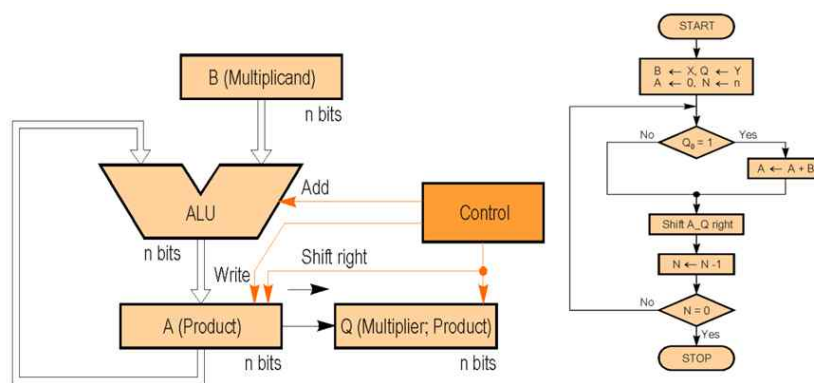 B (Multiplicand)
n bits
ALU
n bits
Add
Control
Write
Shift right
A (Product)
n bits
Q (Multiplier; Product)
n bits
START
B ← X, Q ← Y
A ← 0, N ← n
No
Q₀ = 1
Yes
A ← A + B
Shift A_Q right
N ← N -1
No
N = 0
Yes
STOP